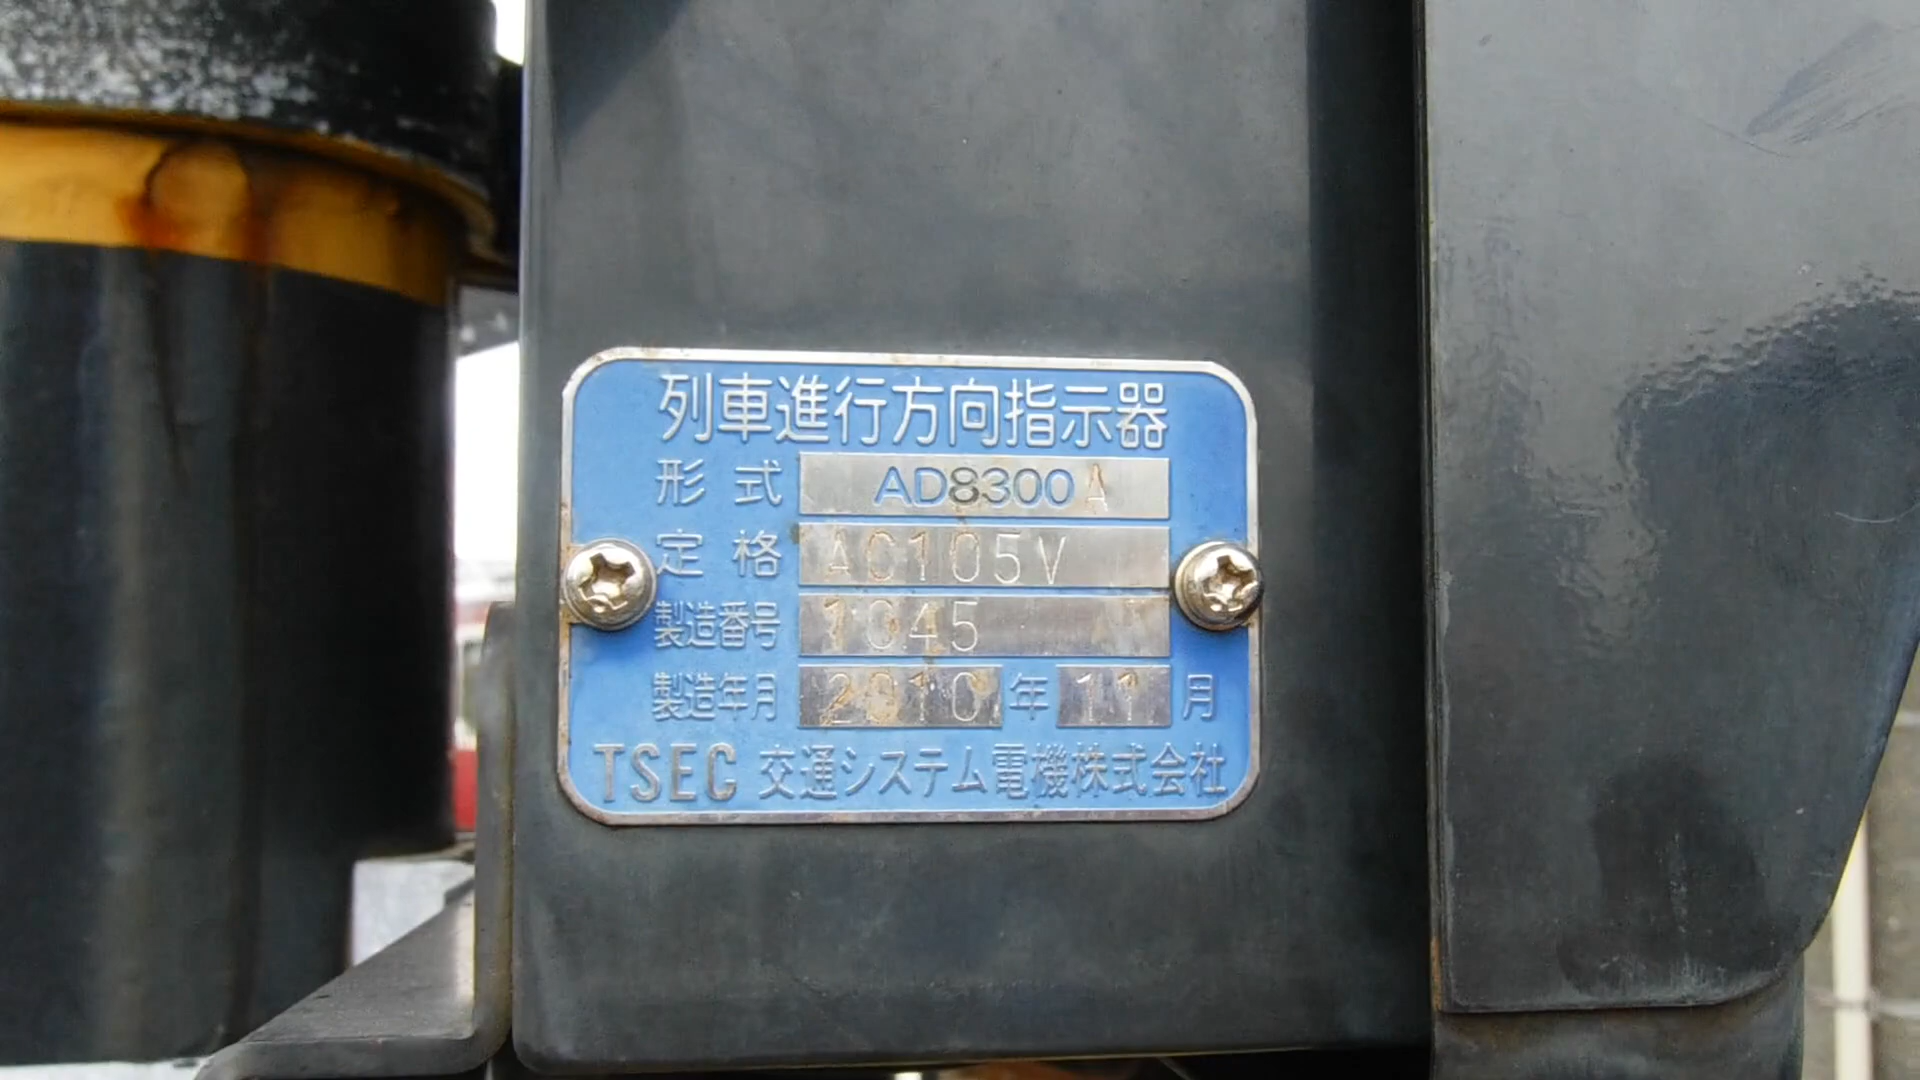 列車進行方向指示器
形式 AD8300A
定格 AC105V
製造番号 1045
製造年月 2010年11月
TSEC 交通システム電機株式会社